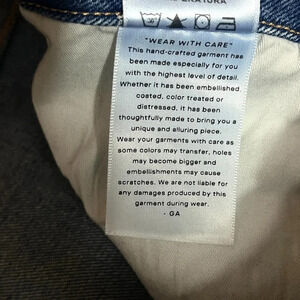 "WEAR WITH CARE"
This hand-crafted garment has
been made especially for you
with the highest level of detail.
Whether it has been embellished,
coated, color treated or
distressed, it has been
thoughtfully made to bring you a
unique and alluring piece.
Wear your garments with care as
some colors may transfer, holes
may become bigger and
embellishments may cause
scratches. We are not liable for
any damages produced by this
garment during wear.
- GA